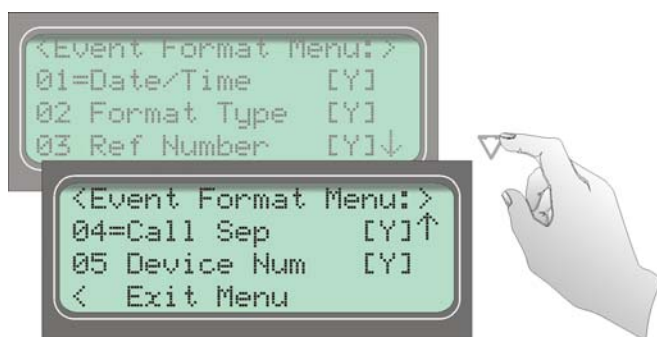 <Event Format Menu:>
01=Date/Time [Y]
02 Format Type [Y]
03 Ref Number [Y]↓
<Event Format Menu:>
04=Call Sep [Y]↑
05 Device Num [Y]
< Exit Menu